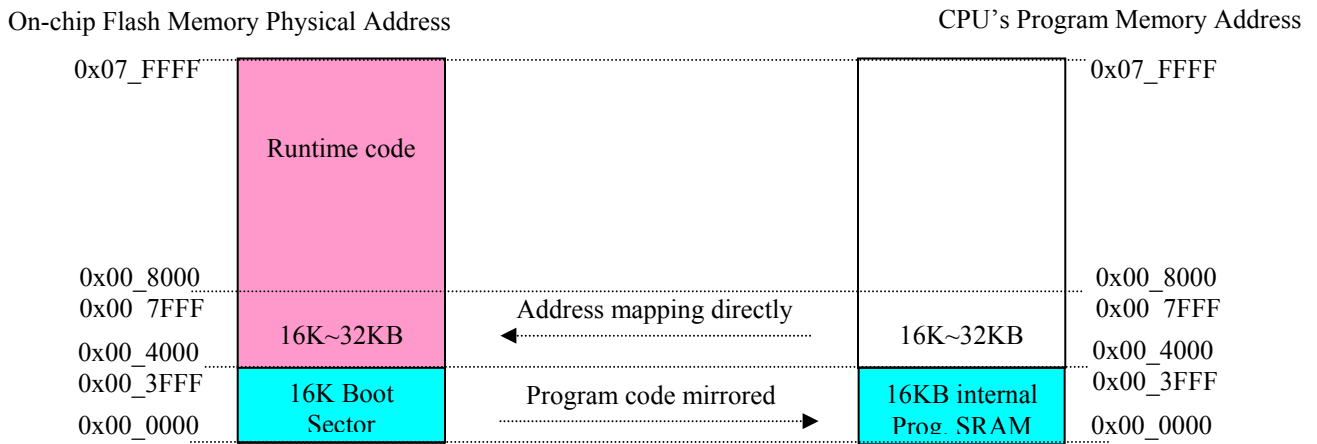 On-chip Flash Memory Physical Address
CPU's Program Memory Address
0x07_FFFF
0x07_FFFF
Runtime code
0x00_8000
0x00_8000
0x00_7FFF
Address mapping directly
0x00_7FFF
16K~32KB
16K~32KB
0x00_4000
0x00_4000
0x00_3FFF
0x00_3FFF
16K Boot
Sector
Program code mirrored
16KB internal
Prog. SRAM
0x00_0000
0x00_0000